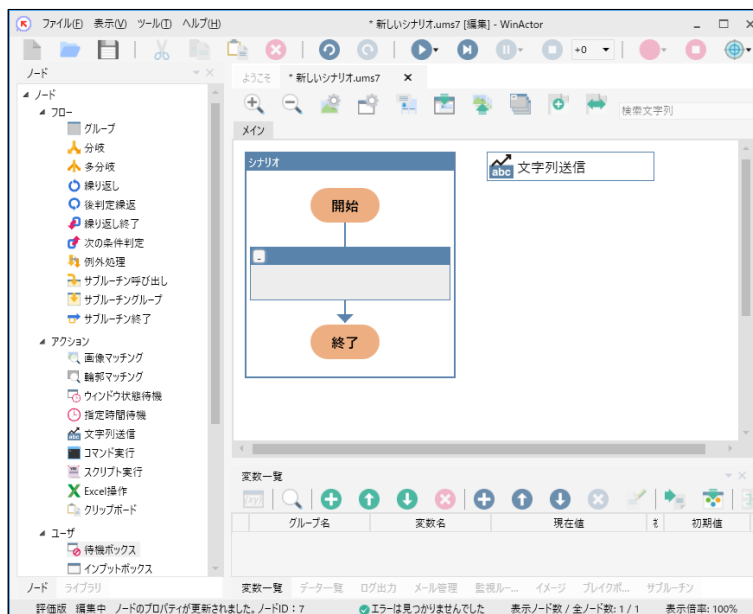 ファイル(F) 表示(V) ツール(T) ヘルプ(H) * 新しいシナリオ.ums7 [編集] - WinActor
+0
ノード
ようこそ * 新しいシナリオ.ums7
検索文字列
メイン
ノード
フロー
グループ
分岐
多分岐
繰り返し
後判定繰返
繰り返し終了
次の条件判定
例外処理
サブルーチン呼び出し
サブルーチングループ
サブルーチン終了
アクション
画像マッチング
輪郭マッチング
ウィンドウ状態待機
指定時間待機
文字列送信
コマンド実行
スクリプト実行
Excel操作
クリップボード
ユーザ
待機ボックス
インプットボックス
ノード ライブラリ
シナリオ
開始
終了
abc 文字列送信
変数一覧
グループ名 変数名 現在値 初期値
変数一覧 データ一覧 ログ出力 メール管理 監視ルー... イメージ ブレイクポ... サブルーチン
評価版 編集中 ノードのプロパティが更新されました。ノードID : 7 エラーは見つかりませんでした 表示ノード数 / 全ノード数: 1 / 1 表示倍率: 100%